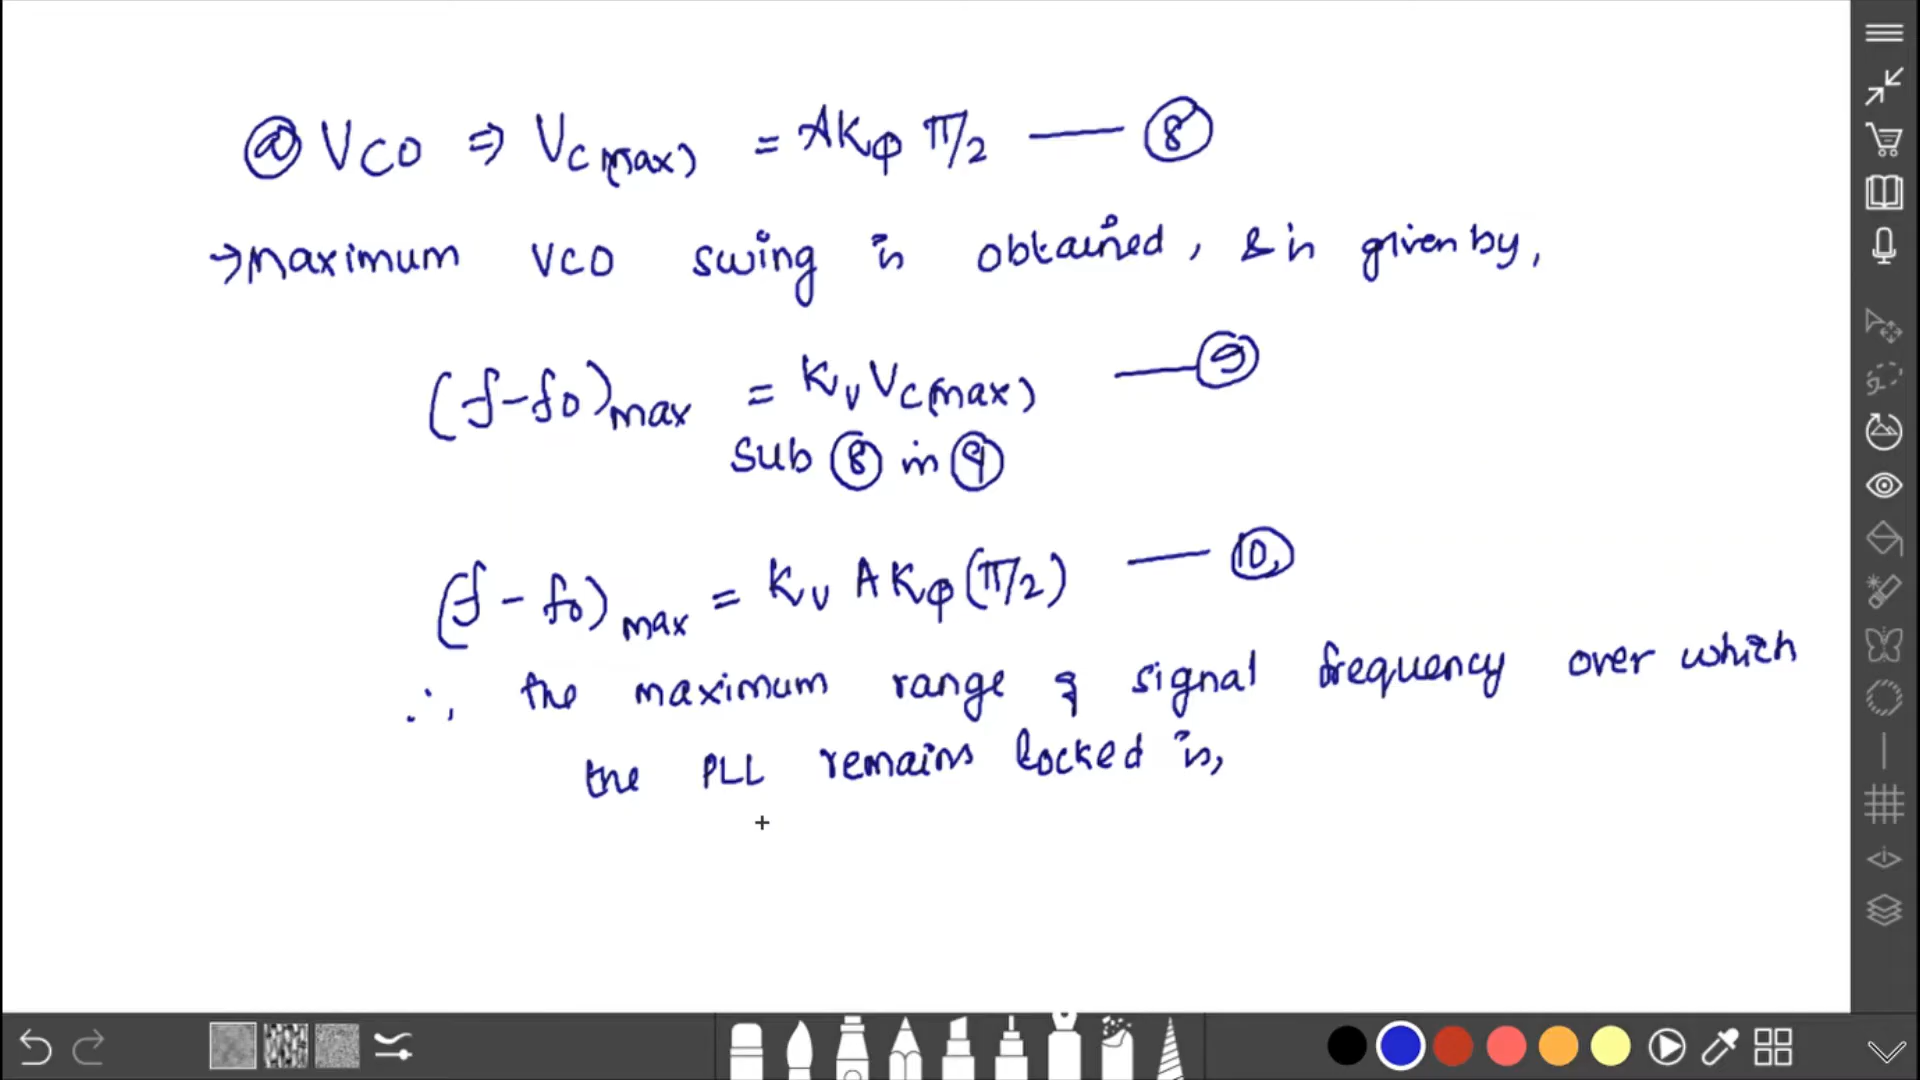 @ VCO ⇒ VC(max) = AKφ π/2 — ⑧
→ maximum VCO swing is obtained, & is given by,
(f-fo)max = Kv VC(max) — ⑨
Sub ⑧ in ⑨
(f - fo)max = Kv AKφ(π/2) — ⑩
∴, the maximum range of signal frequency over which
the PLL remains locked is,